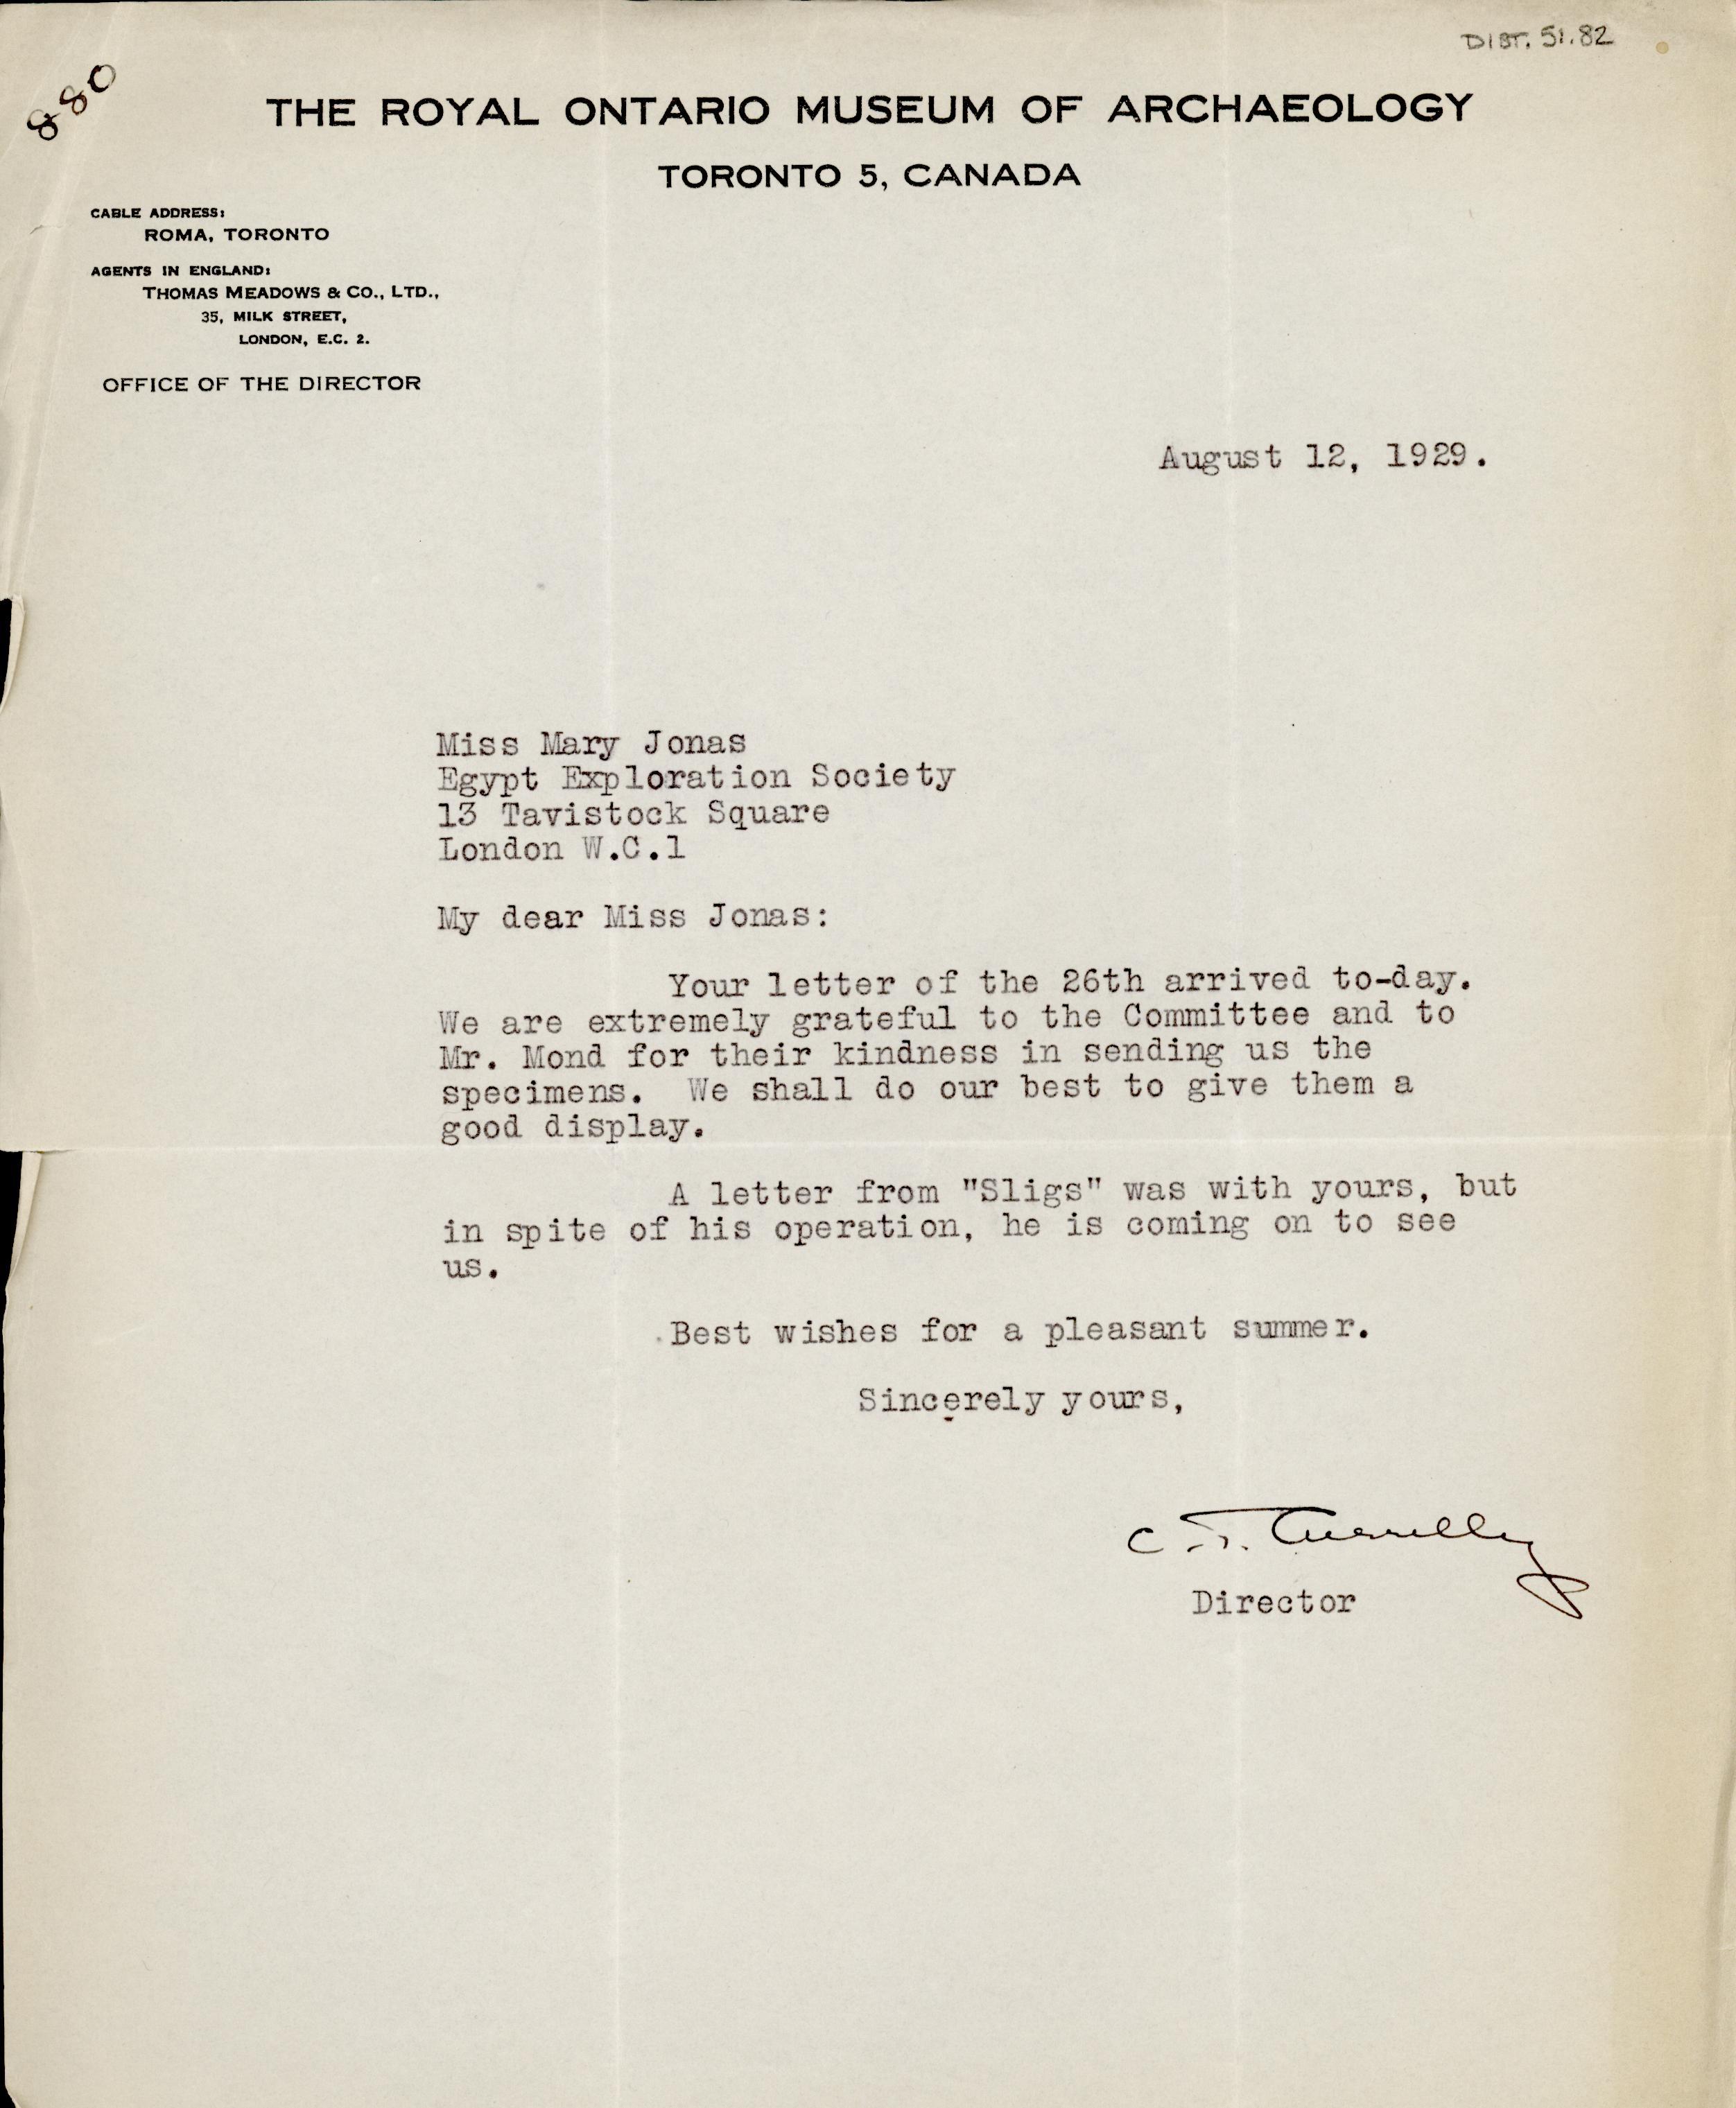 DIST. 51.82
880
THE ROYAL ONTARIO MUSEUM OF ARCHAEOLOGY
TORONTO 5, CANADA
CABLE ADDRESS:
ROMA, TORONTO
AGENTS IN ENGLAND:
THOMAS MEADOWS & CO., LTD.,
35, MILK STREET,
LONDON, E.C. 2.
OFFICE OF THE DIRECTOR
August 12, 1929.
Miss Mary Jonas
Egypt Exploration Society
13 Tavistock Square
London W.C.1
My dear Miss Jonas:
Your letter of the 26th arrived to-day.
We are extremely grateful to the Committee and to
Mr. Mond for their kindness in sending us the
specimens. We shall do our best to give them a
good display.
A letter from "Sligs" was with yours, but
in spite of his operation, he is coming on to see
us.
Best wishes for a pleasant summer.
Sincerely yours,
C. T. Currelly
Director